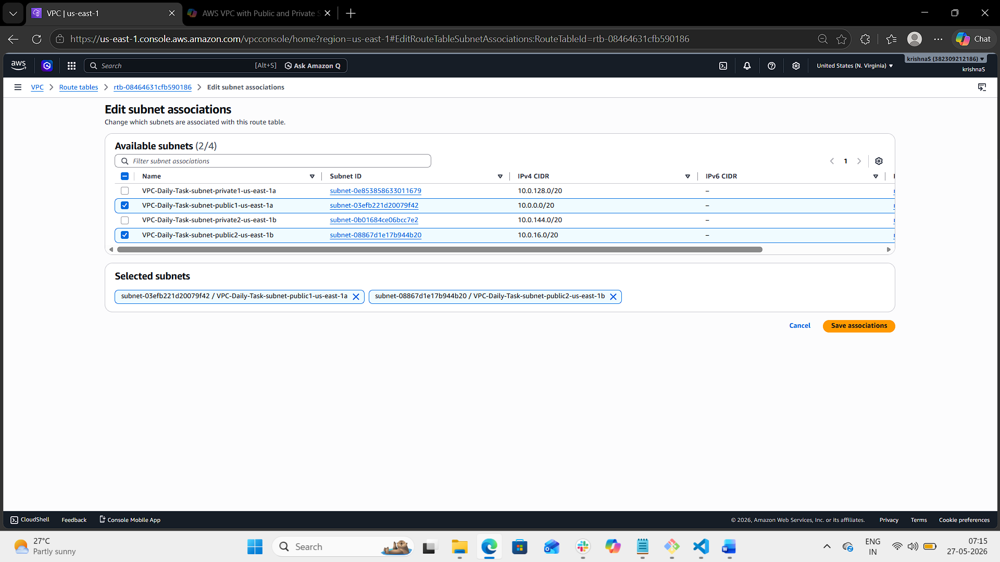 VPC | us-east-1
AWS VPC with Public and Private
https://us-east-1.console.aws.amazon.com/vpcconsole/home?region=us-east-1#EditRouteTableSubnetAssociations:RouteTableId=rtb-08464631cfb590186
Chat
aws
Search [Alt+S] Ask Amazon Q
United States (N. Virginia)
krishnaS (382309212186)
krishnaS
VPC
Route tables
rtb-08464631cfb590186
Edit subnet associations
Edit subnet associations
Change which subnets are associated with this route table.
Available subnets (2/4)
Filter subnet associations
1
Name Subnet ID IPv4 CIDR IPv6 CIDR
VPC-Daily-Task-subnet-private1-us-east-1a subnet-0e853858633011679 10.0.128.0/20 –
VPC-Daily-Task-subnet-public1-us-east-1a subnet-03efb221d20079f42 10.0.0.0/20 –
VPC-Daily-Task-subnet-private2-us-east-1b subnet-0b01684ce06bcc7e2 10.0.144.0/20 –
VPC-Daily-Task-subnet-public2-us-east-1b subnet-08867d1e17b944b20 10.0.16.0/20 –
Selected subnets
subnet-03efb221d20079f42 / VPC-Daily-Task-subnet-public1-us-east-1a
subnet-08867d1e17b944b20 / VPC-Daily-Task-subnet-public2-us-east-1b
Cancel
Save associations
CloudShell Feedback Console Mobile App
© 2026, Amazon Web Services, Inc. or its affiliates. Privacy Terms Cookie preferences
27°C
Partly sunny
Search
ENG
IN
07:15
27-05-2026